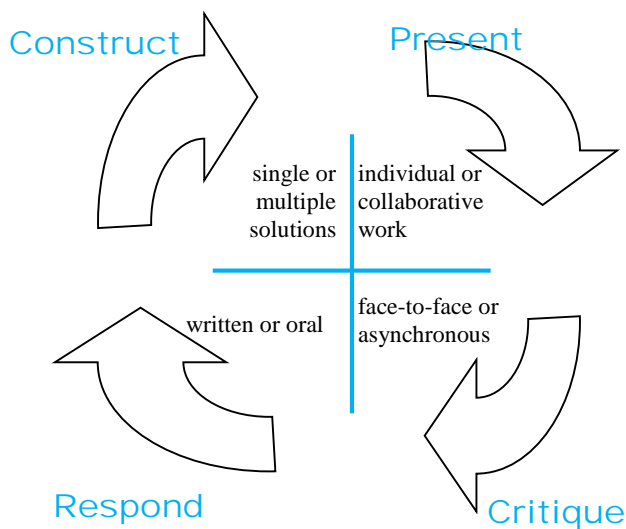 Construct
Present
single or
multiple
solutions
individual or
collaborative
work
written or oral
face-to-face or
asynchronous
Respond
Critique